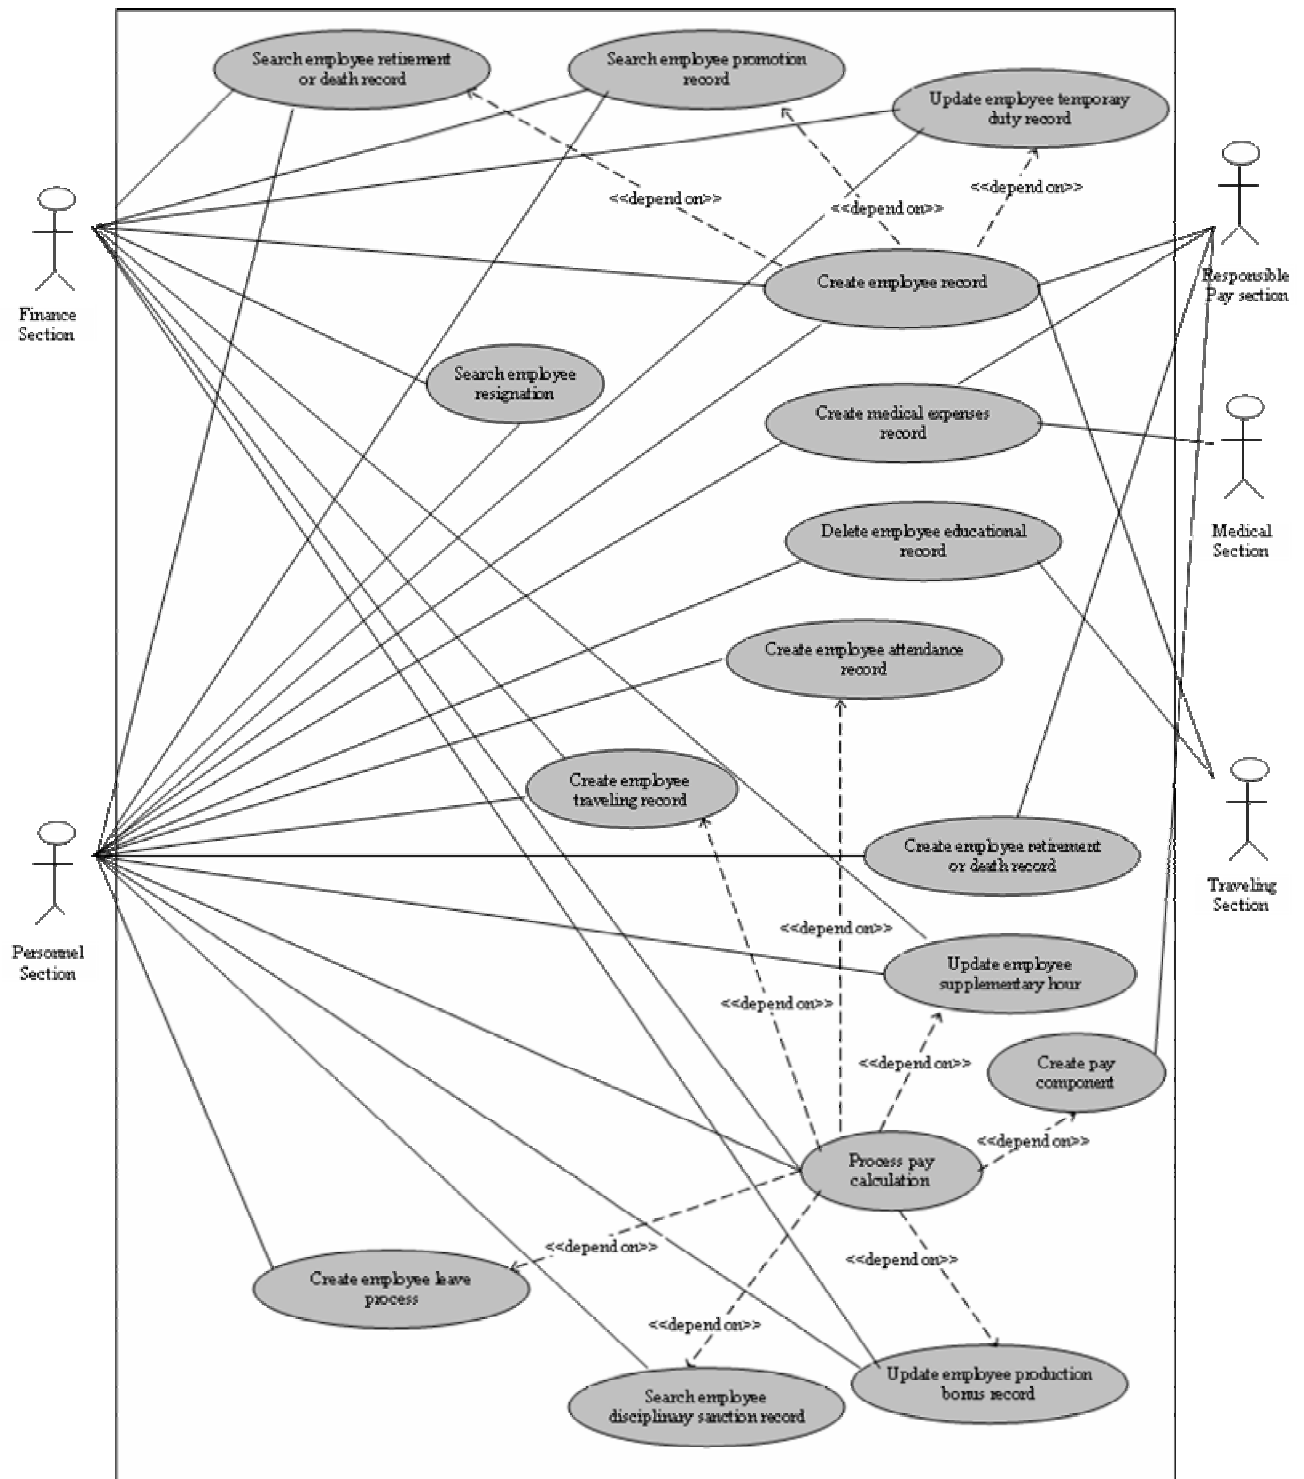 Search employee retirement
or death record
Search employee promotion
record
Update employee temporary
duty record
<<depend on>>
<<depend on>>
<<depend on>>
Create employee record
Responsible
Pay section
Finance
Section
Search employee
resignation
Create medical expenses
record
Medical
Section
Delete employee educational
record
Create employee attendance
record
Create employee
traveling record
Create employee retirement
or death record
Traveling
Section
Personnel
Section
<<depend on>>
Update employee
supplementary hour
<<depend on>>
<<depend on>>
Create pay
component
<<depend on>>
Process pay
calculation
<<depend on>>
<<depend on>>
Create employee leave
process
<<depend on>>
Update employee production
bonus record
Search employee
disciplinary sanction record